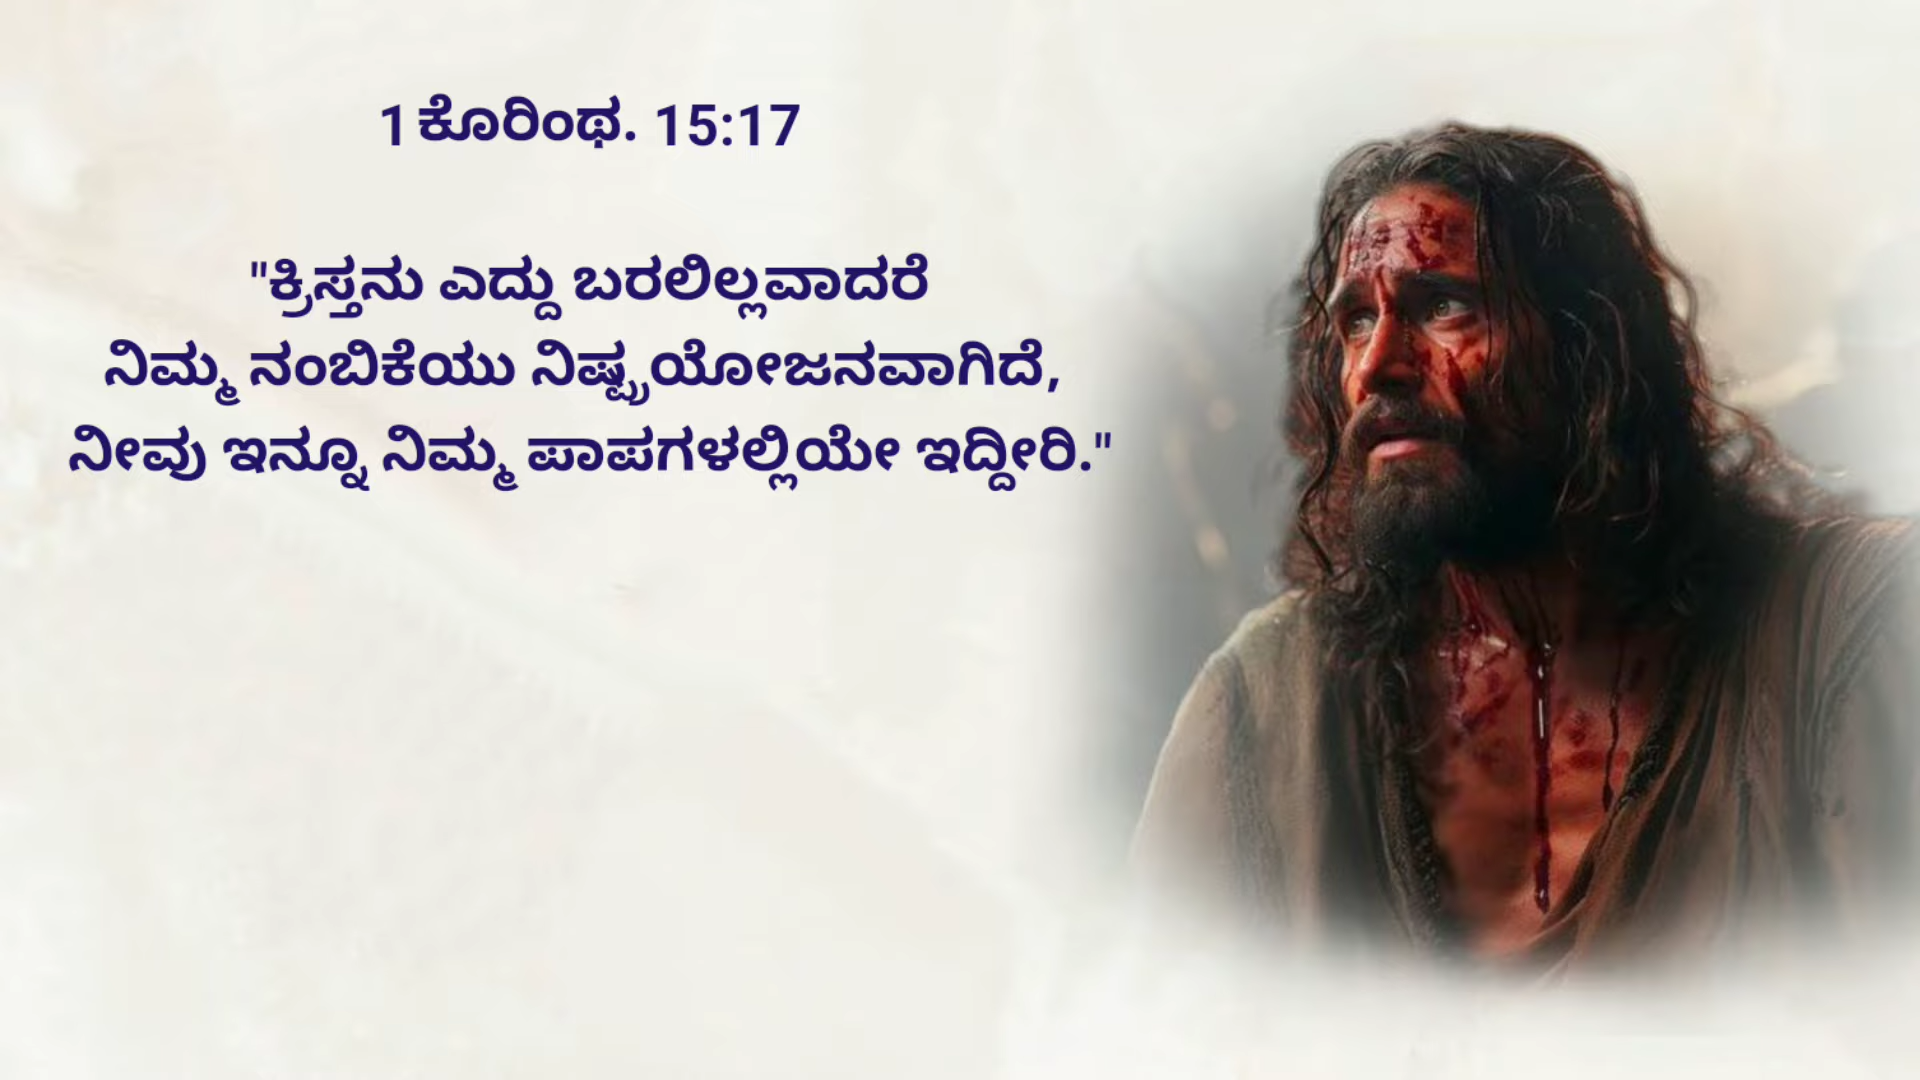 1 ಕೊರಿಂಥ. 15:17
"ಕ್ರಿಸ್ತನು ಎದ್ದು ಬರಲಿಲ್ಲವಾದರೆ
ನಿಮ್ಮ ನಂಬಿಕೆಯು ನಿಷ್ಪ್ರಯೋಜನವಾಗಿದೆ,
ನೀವು ಇನ್ನೂ ನಿಮ್ಮ ಪಾಪಗಳಲ್ಲಿಯೇ ಇದ್ದೀರಿ."